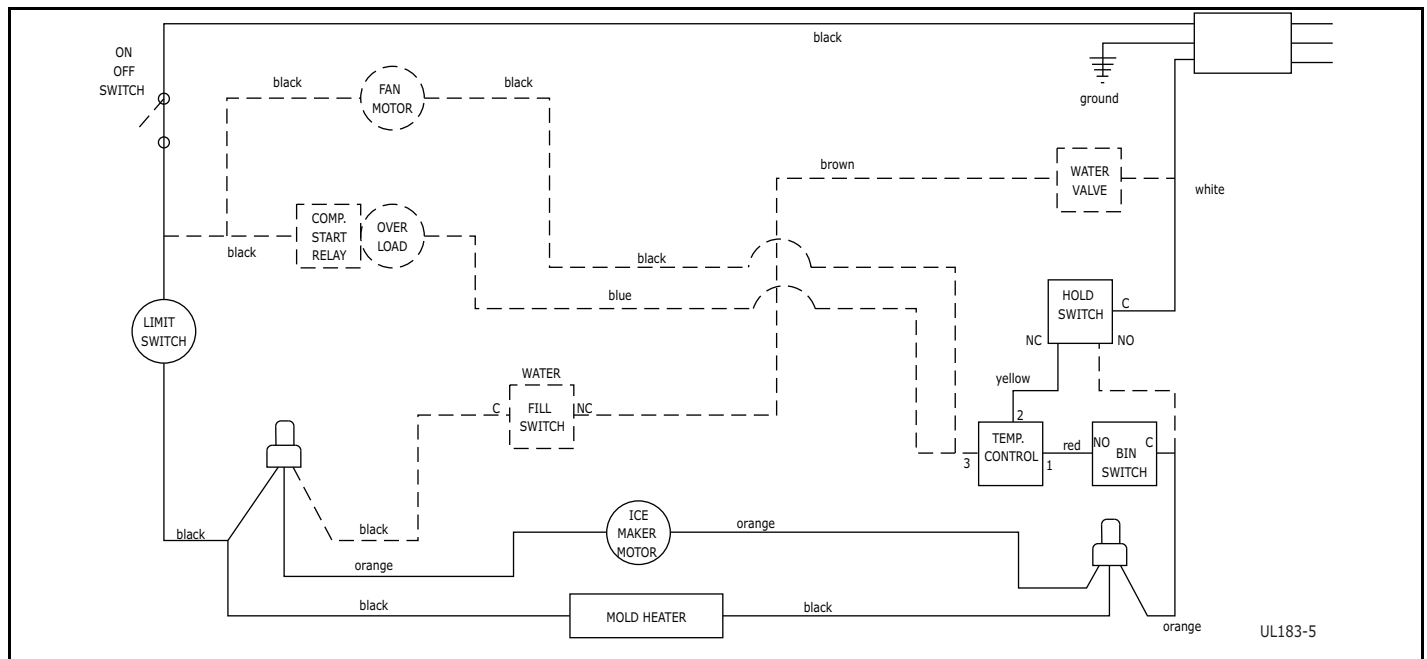 black
ON
OFF
SWITCH
black
FAN
MOTOR
black
ground
brown
WATER
VALVE
white
COMP.
START
RELAY
OVER
LOAD
black
black
blue
HOLD
SWITCH
C
LIMIT
SWITCH
NC
NO
yellow
WATER
C
FILL
SWITCH
NC
2
TEMP.
CONTROL
3
1
red
NO
C
BIN
SWITCH
black
black
ICE
MAKER
MOTOR
orange
orange
black
MOLD HEATER
black
orange
UL183-5